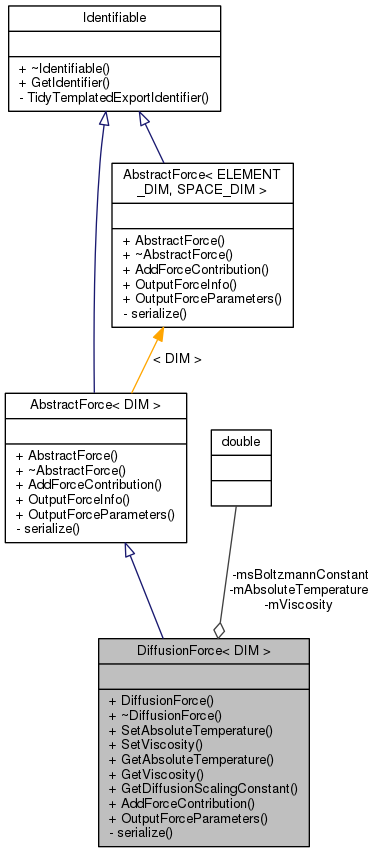 Identifiable
+ ~Identifiable()
+ GetIdentifier()
- TidyTemplatedExportIdentifier()
AbstractForce< ELEMENT
_DIM, SPACE_DIM >
+ AbstractForce()
+ ~AbstractForce()
+ AddForceContribution()
+ OutputForceInfo()
+ OutputForceParameters()
- serialize()
< DIM >
AbstractForce< DIM >
+ AbstractForce()
+ ~AbstractForce()
+ AddForceContribution()
+ OutputForceInfo()
+ OutputForceParameters()
- serialize()
double
-msBoltzmannConstant
-mAbsoluteTemperature
-mViscosity
DiffusionForce< DIM >
+ DiffusionForce()
+ ~DiffusionForce()
+ SetAbsoluteTemperature()
+ SetViscosity()
+ GetAbsoluteTemperature()
+ GetViscosity()
+ GetDiffusionScalingConstant()
+ AddForceContribution()
+ OutputForceParameters()
- serialize()